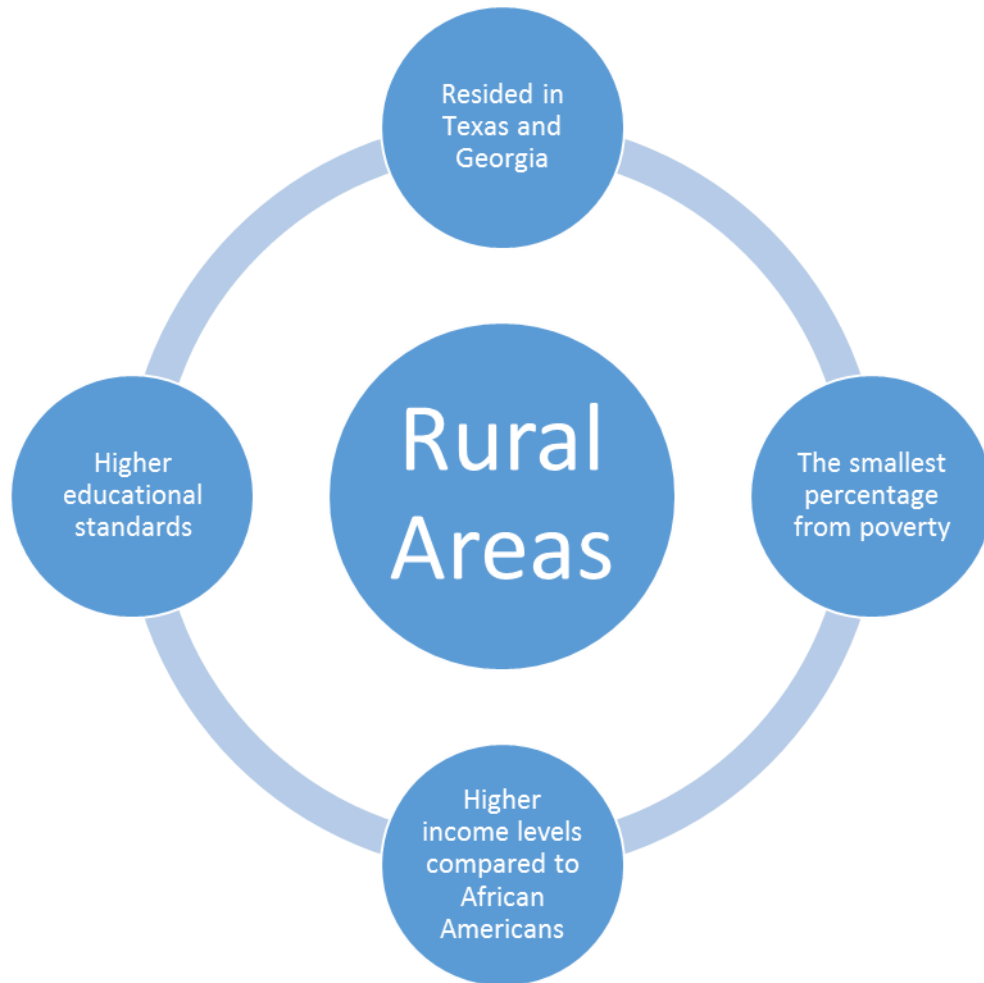 Resided in
Texas and
Georgia
Rural
Areas
Higher
educational
standards
The smallest
percentage
from poverty
Higher
income levels
compared to
African
Americans